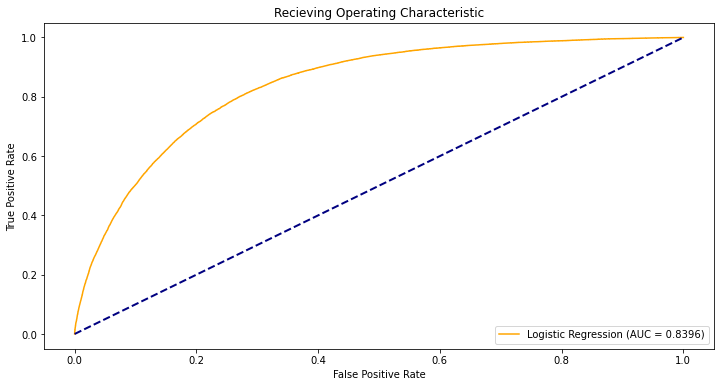 Recieving Operating Characteristic
True Positive Rate
1.0
0.8
0.6
0.4
0.2
0.0
0.0 0.2 0.4 0.6 0.8 1.0
False Positive Rate
Logistic Regression (AUC = 0.8396)